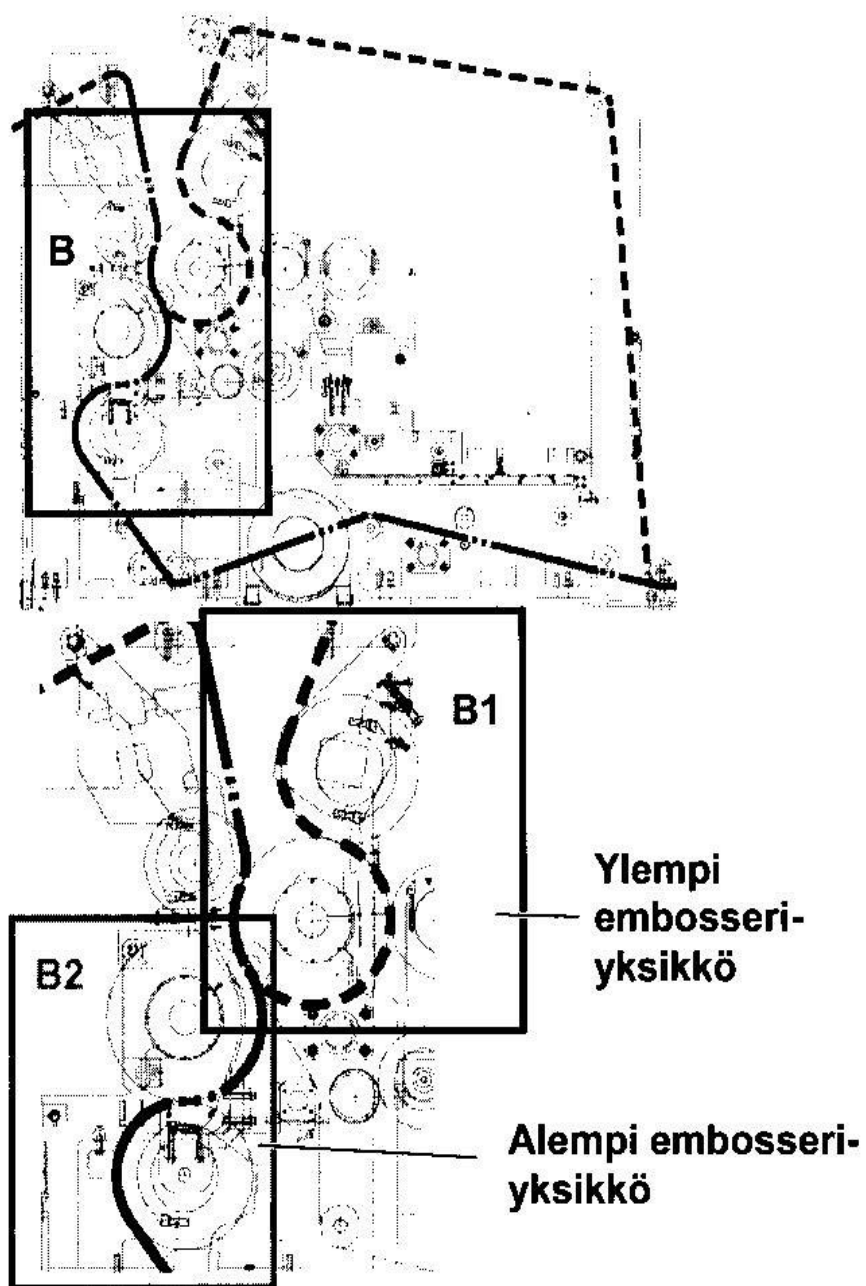 B
B1
Ylempi
embosseri-
yksikkö
B2
Alempi embosseri-
yksikkö